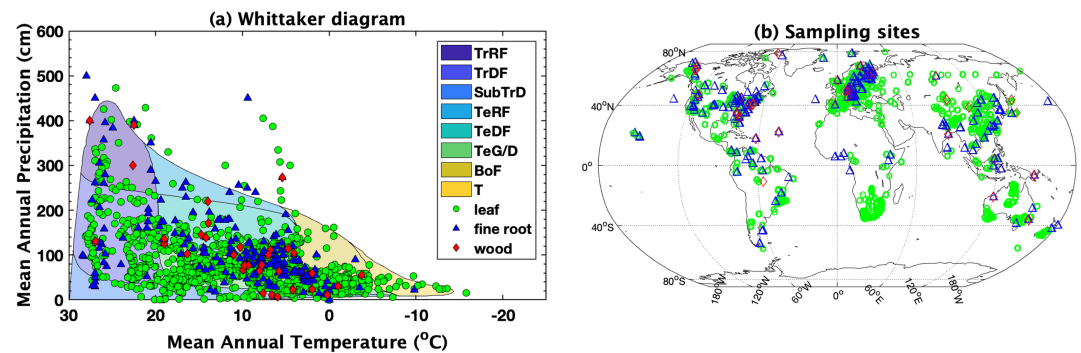 (a) Whittaker diagram
Mean Annual Precipitation (cm)
600
500
400
300
200
100
0
30
20
10
0
-10
-20
Mean Annual Temperature (°C)
TrRF
TrDF
SubTrD
TeRF
TeDF
TeG/D
BoF
T
leaf
fine root
wood
(b) Sampling sites
80°N
40°N
0°
40°S
80°S
180°W
120°W
60°W
0°
60°E
120°E
180°W